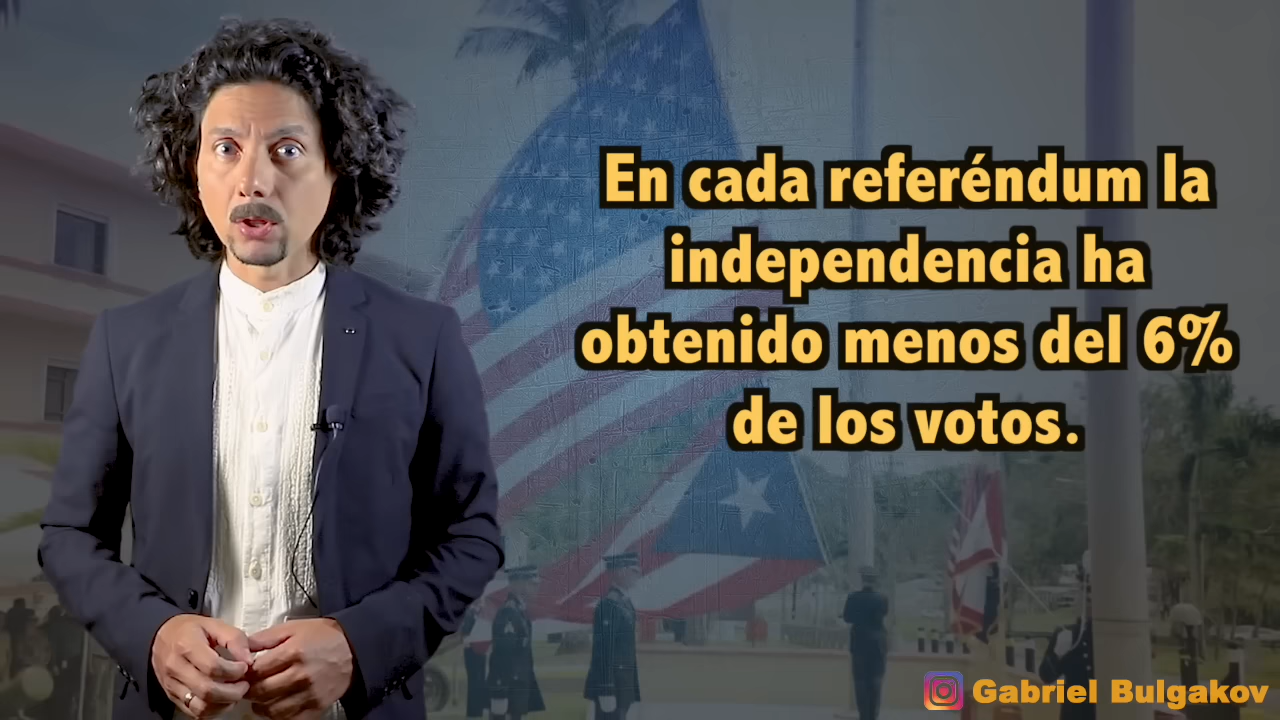 En cada referéndum la
independencia ha
obtenido menos del 6%
de los votos.
Gabriel Bulgakov